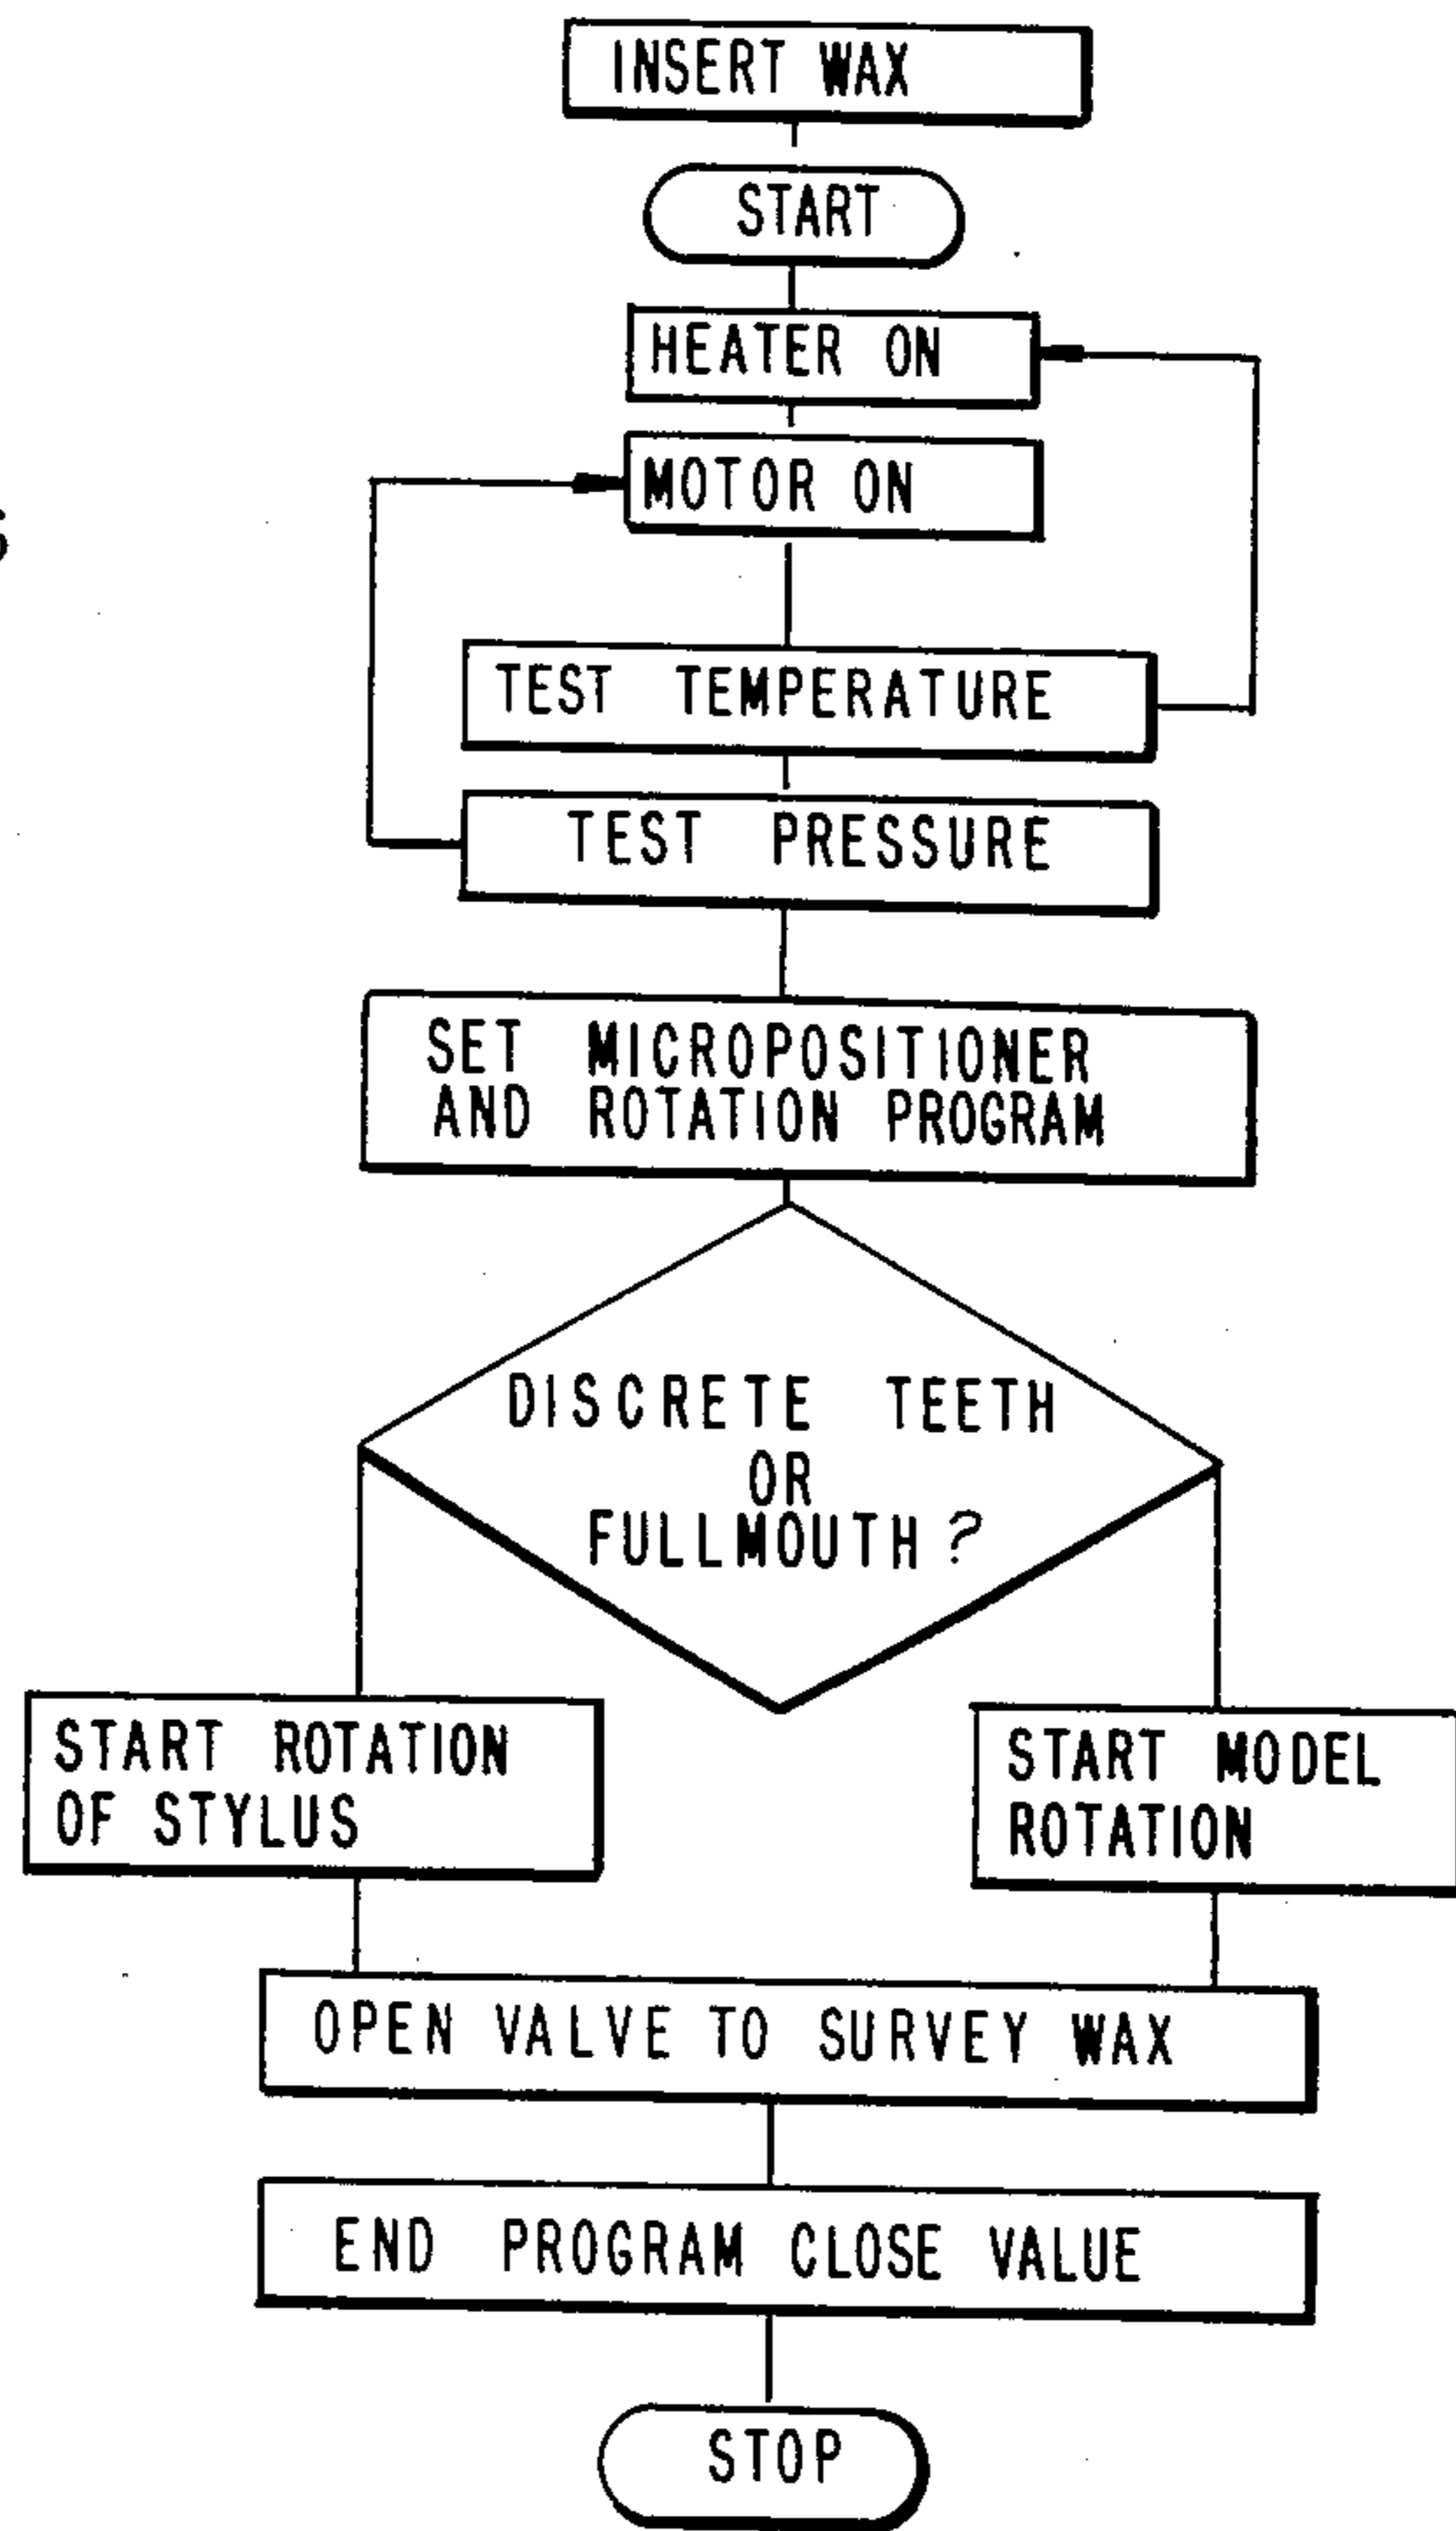 INSERT WAX
START
HEATER ON
MOTOR ON
TEST TEMPERATURE
TEST PRESSURE
SET MICROPOSITIONER
AND ROTATION PROGRAM
DISCRETE TEETH
OR
FULLMOUTH?
START ROTATION
OF STYLUS
START MODEL
ROTATION
OPEN VALVE TO SURVEY WAX
END PROGRAM CLOSE VALUE
STOP